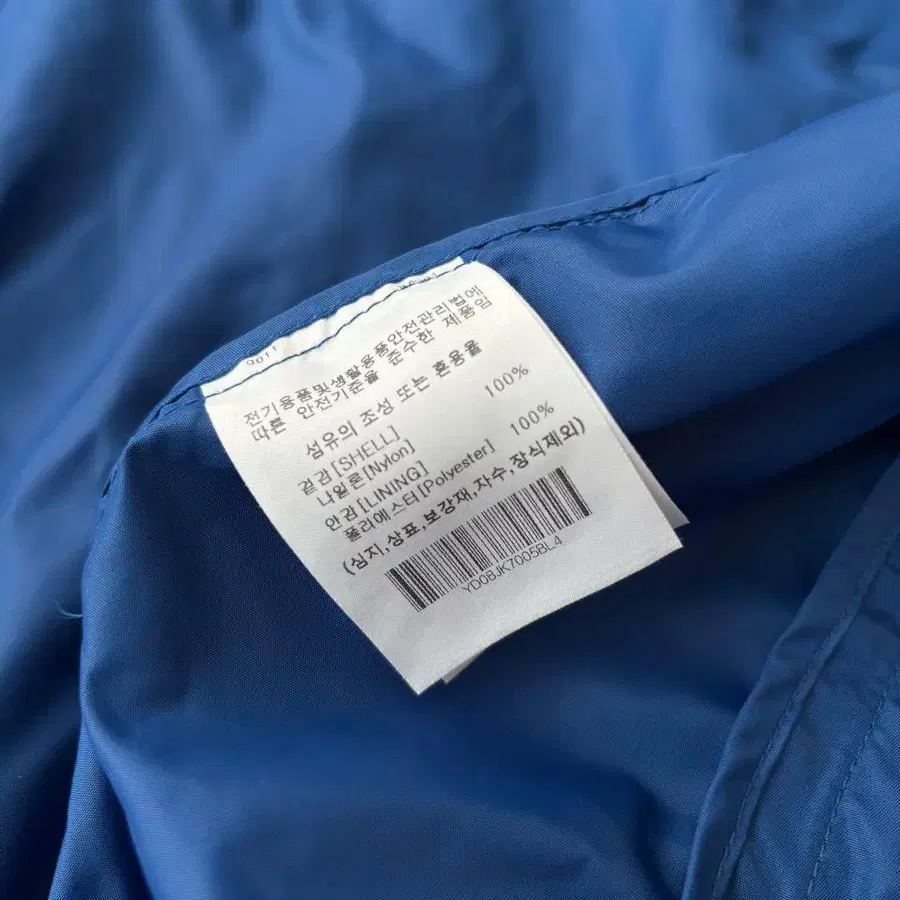 전기용품및생활용품안전관리법에
따른 안전기준을 준수한 제품임
섬유의 조성 또는 혼용율
겉감[SHELL]
나일론[Nylon] 100%
안감[LINING]
폴리에스터[Polyester] 100%
(심지,상표,보강재,자수,장식제외)
YD08JK7005BL4